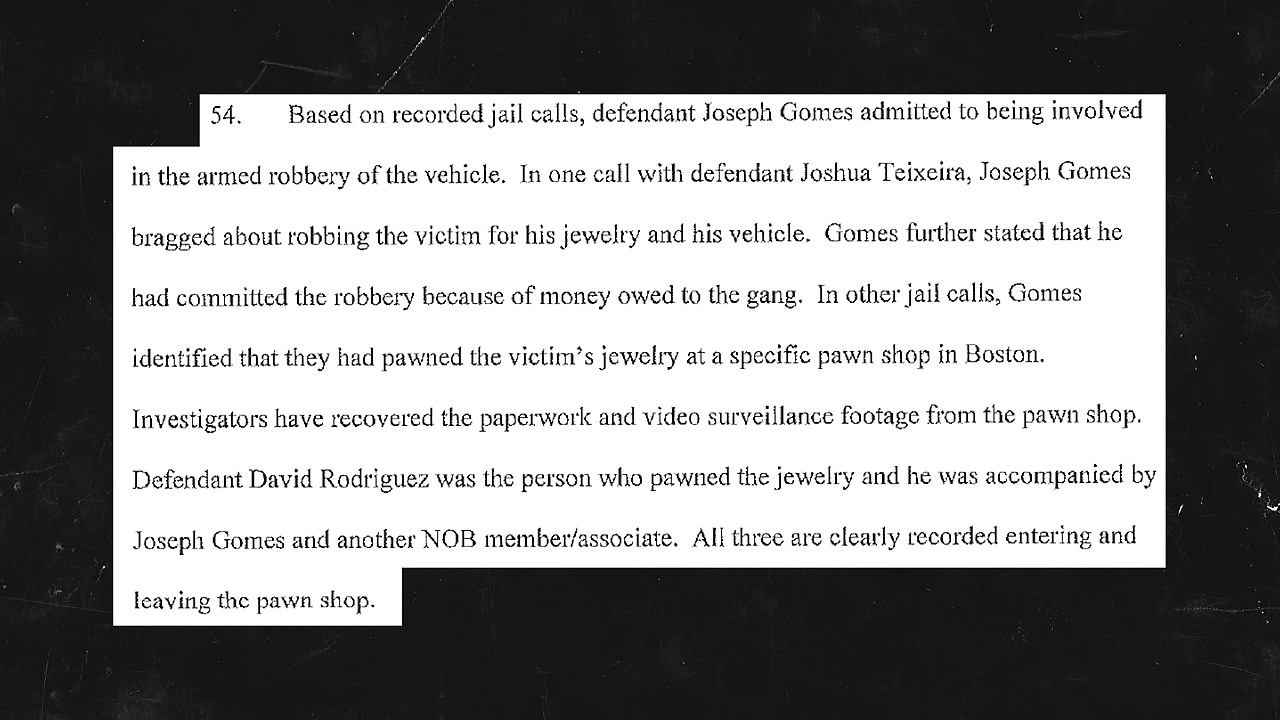 54. Based on recorded jail calls, defendant Joseph Gomes admitted to being involved
in the armed robbery of the vehicle. In one call with defendant Joshua Teixeira, Joseph Gomes
bragged about robbing the victim for his jewelry and his vehicle. Gomes further stated that he
had committed the robbery because of money owed to the gang. In other jail calls, Gomes
identified that they had pawned the victim's jewelry at a specific pawn shop in Boston.
Investigators have recovered the paperwork and video surveillance footage from the pawn shop.
Defendant David Rodriguez was the person who pawned the jewelry and he was accompanied by
Joseph Gomes and another NOB member/associate. All three are clearly recorded entering and
leaving the pawn shop.